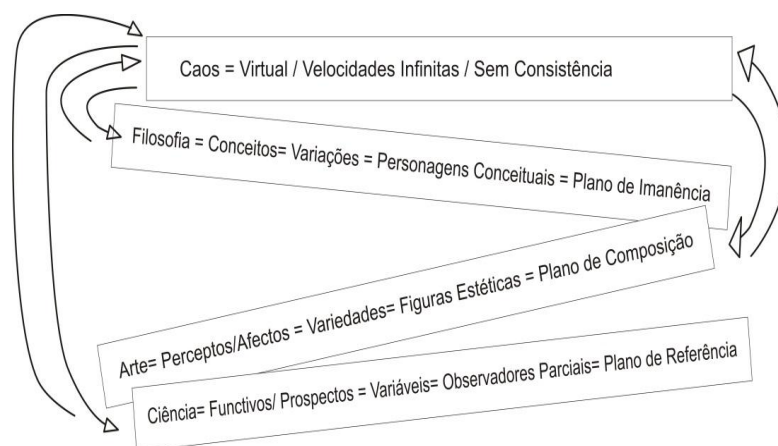 Caos = Virtual / Velocidades Infinitas / Sem Consistência
Filosofia = Conceitos= Variações = Personagens Conceituais = Plano de Imanência
Arte= Perceptos/Afectos = Variedades= Figuras Estéticas = Plano de Composição
Ciência= Functivos/ Prospectos = Variáveis= Observadores Parciais= Plano de Referência